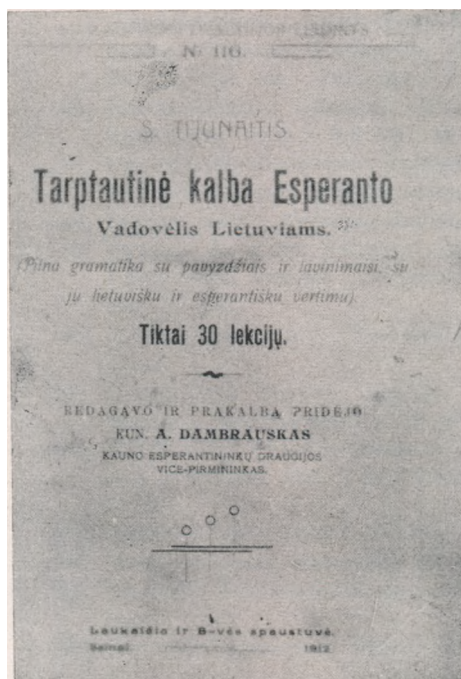 № 116.
S. TIJUNAITIS.
Tarptautinė kalba Esperanto
Vadovėlis Lietuviams.
(Pilna gramatika su pavyzdžiais ir lavinimaisi, su
jų lietuvišku ir esperantišku vertimu).
Tiktai 30 lekcijų.
REDAGAVO IR PRAKALBĄ PRIDĖJO
KUN. A. DAMBRAUSKAS
KAUNO ESPERANTININKŲ DRAUGIJOS
VICE-PIRMININKAS.
Laukaičio ir B-vės spaustuvė.
Seinai. 1912